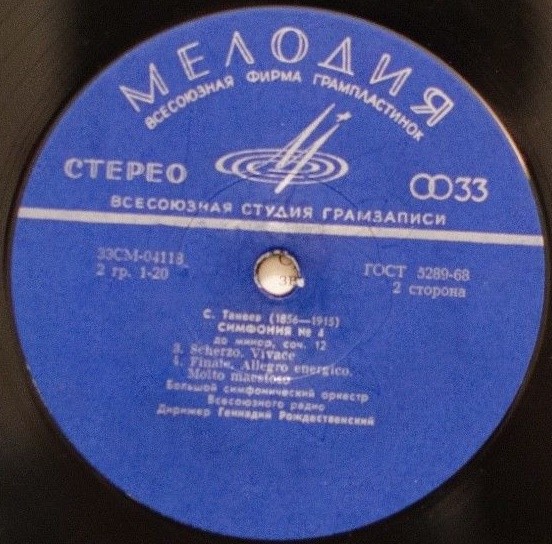 МЕЛОДИЯ
ВСЕСОЮЗНАЯ ФИРМА ГРАМПЛАСТИНОК
СТЕРЕО
33
ВСЕСОЮЗНАЯ СТУДИЯ ГРАМЗАПИСИ
33СМ-04118
2 гр. 1-20
ГОСТ 5289-68
2 сторона
С. Танеев (1856—1915)
СИМФОНИЯ № 4
до минор, соч. 12
3. Scherzo. Vivace
4. Finale. Allegro energico.
Molto maestoso
Большой симфонический оркестр
Всесоюзного радио
Дирижер Геннадий Рождественский